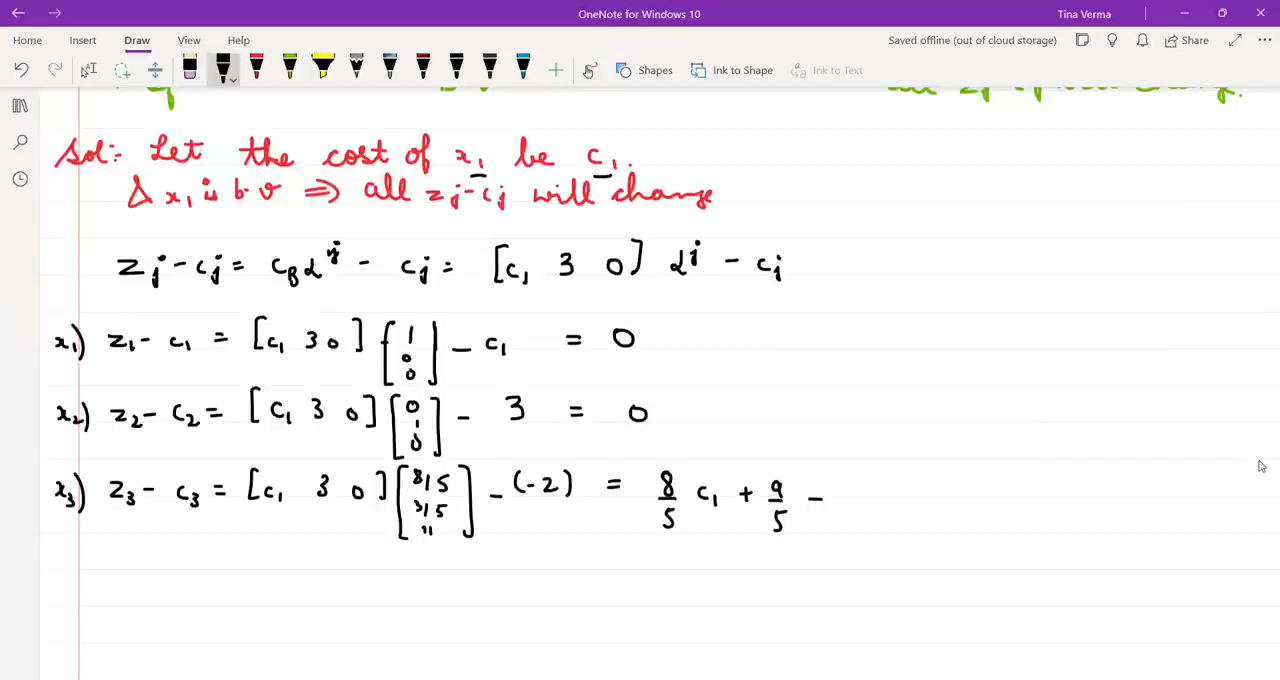 OneNote for Windows 10
Tina Verma
Home Insert Draw View Help
Saved offline (out of cloud storage)
Share
Shapes
Ink to Shape
Ink to Text
Sol:- Let the cost of x₁ be c₁.
Δ x₁ is b.v ⇒ all zj-cj will change
zj - cj = c_B α^j - cj = [c₁ 3 0] α^j - cj
x₁) z₁ - c₁ = [c₁ 3 0] [1 0 0] - c₁ = 0
x₂) z₂ - c₂ = [c₁ 3 0] [0 1 0] - 3 = 0
x₃) z₃ - c₃ = [c₁ 3 0] [8/5 3/5 11] - (-2) = 8/5 c₁ + 9/5 -